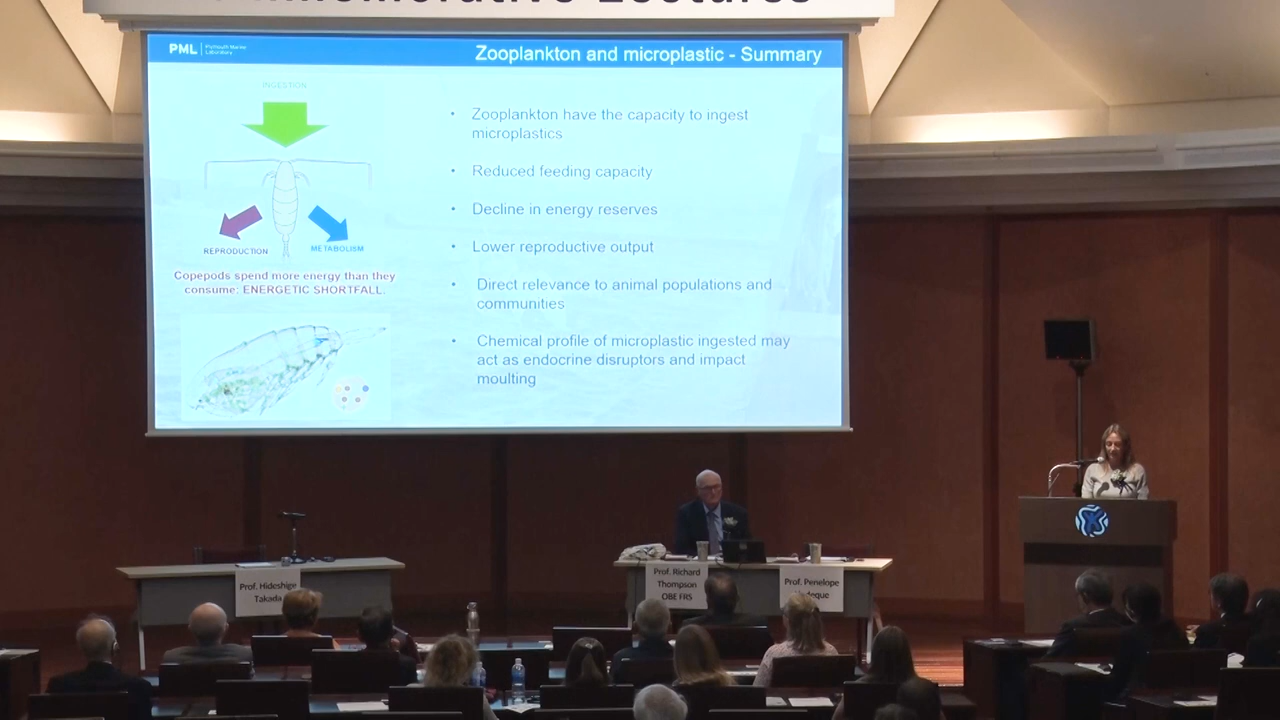 Lectures
PML Plymouth Marine
Laboratory
Zooplankton and microplastic - Summary
INGESTION
REPRODUCTION
METABOLISM
Copepods spend more energy than they
consume: ENERGETIC SHORTFALL.
• Zooplankton have the capacity to ingest
microplastics
• Reduced feeding capacity
• Decline in energy reserves
• Lower reproductive output
• Direct relevance to animal populations and
communities
• Chemical profile of microplastic ingested may
act as endocrine disruptors and impact
moulting
Prof. Hideshige
Takada
Prof. Richard
Thompson
OBE FRS
Prof. Penelope